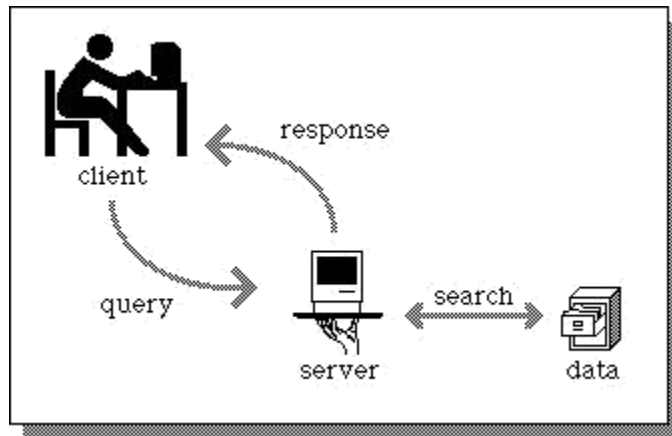 response
client
query
search
server
data